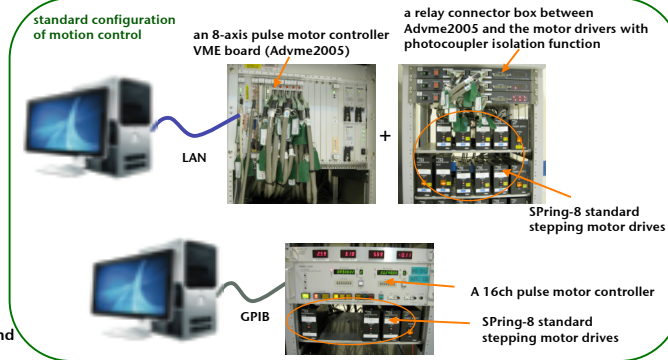 standard configuration
of motion control
an 8-axis pulse motor controller
VME board (Advme2005)
a relay connector box between
Advme2005 and the motor drivers with
photocoupler isolation function
LAN
+
SPring-8 standard
stepping motor drives
GPIB
A 16ch pulse motor controller
SPring-8 standard
stepping motor drives
nd